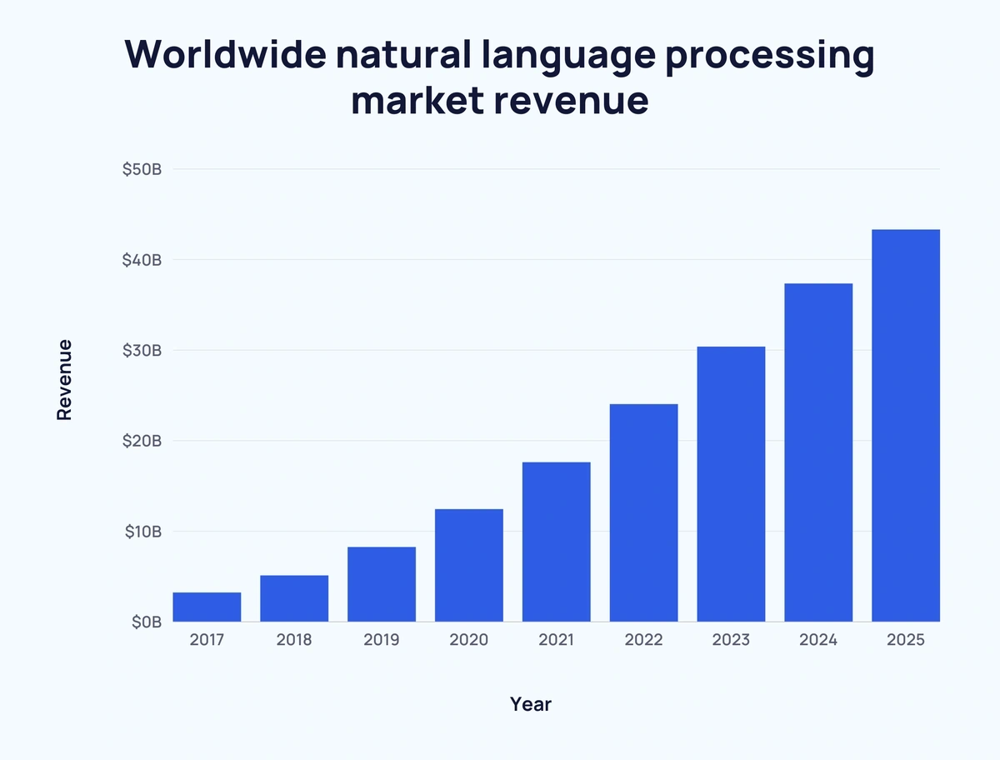 Worldwide natural language processing
market revenue
$50B
$40B
$30B
$20B
$10B
$0B
Revenue
2017 2018 2019 2020 2021 2022 2023 2024 2025
Year